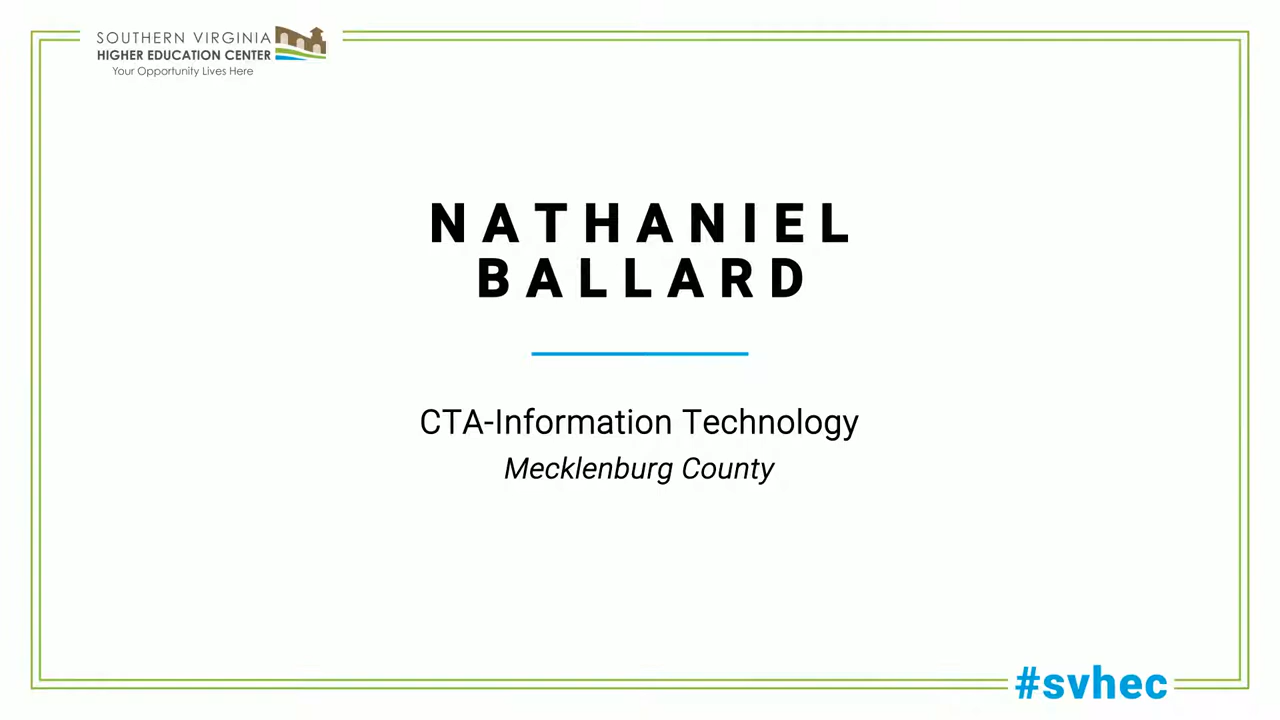 SOUTHERN VIRGINIA
HIGHER EDUCATION CENTER
Your Opportunity Lives Here
NATHANIEL
BALLARD
CTA-Information Technology
Mecklenburg County
#svhec